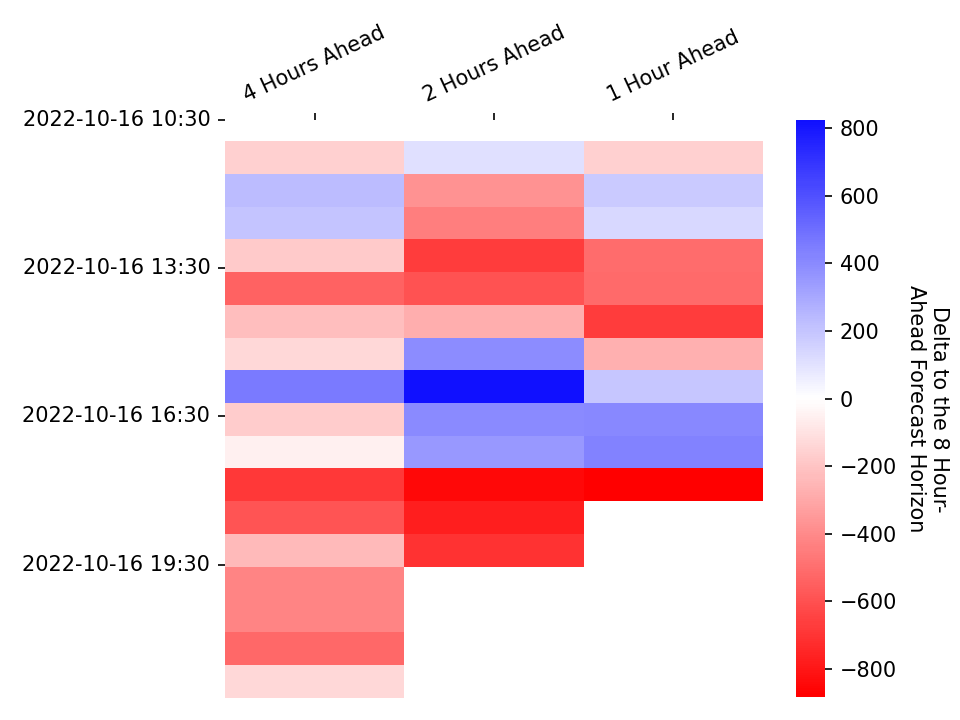 4 Hours Ahead
2 Hours Ahead
1 Hour Ahead
2022-10-16 10:30
2022-10-16 13:30
2022-10-16 16:30
2022-10-16 19:30
800
600
400
200
0
−200
−400
−600
−800
Delta to the 8 Hour-
Ahead Forecast Horizon